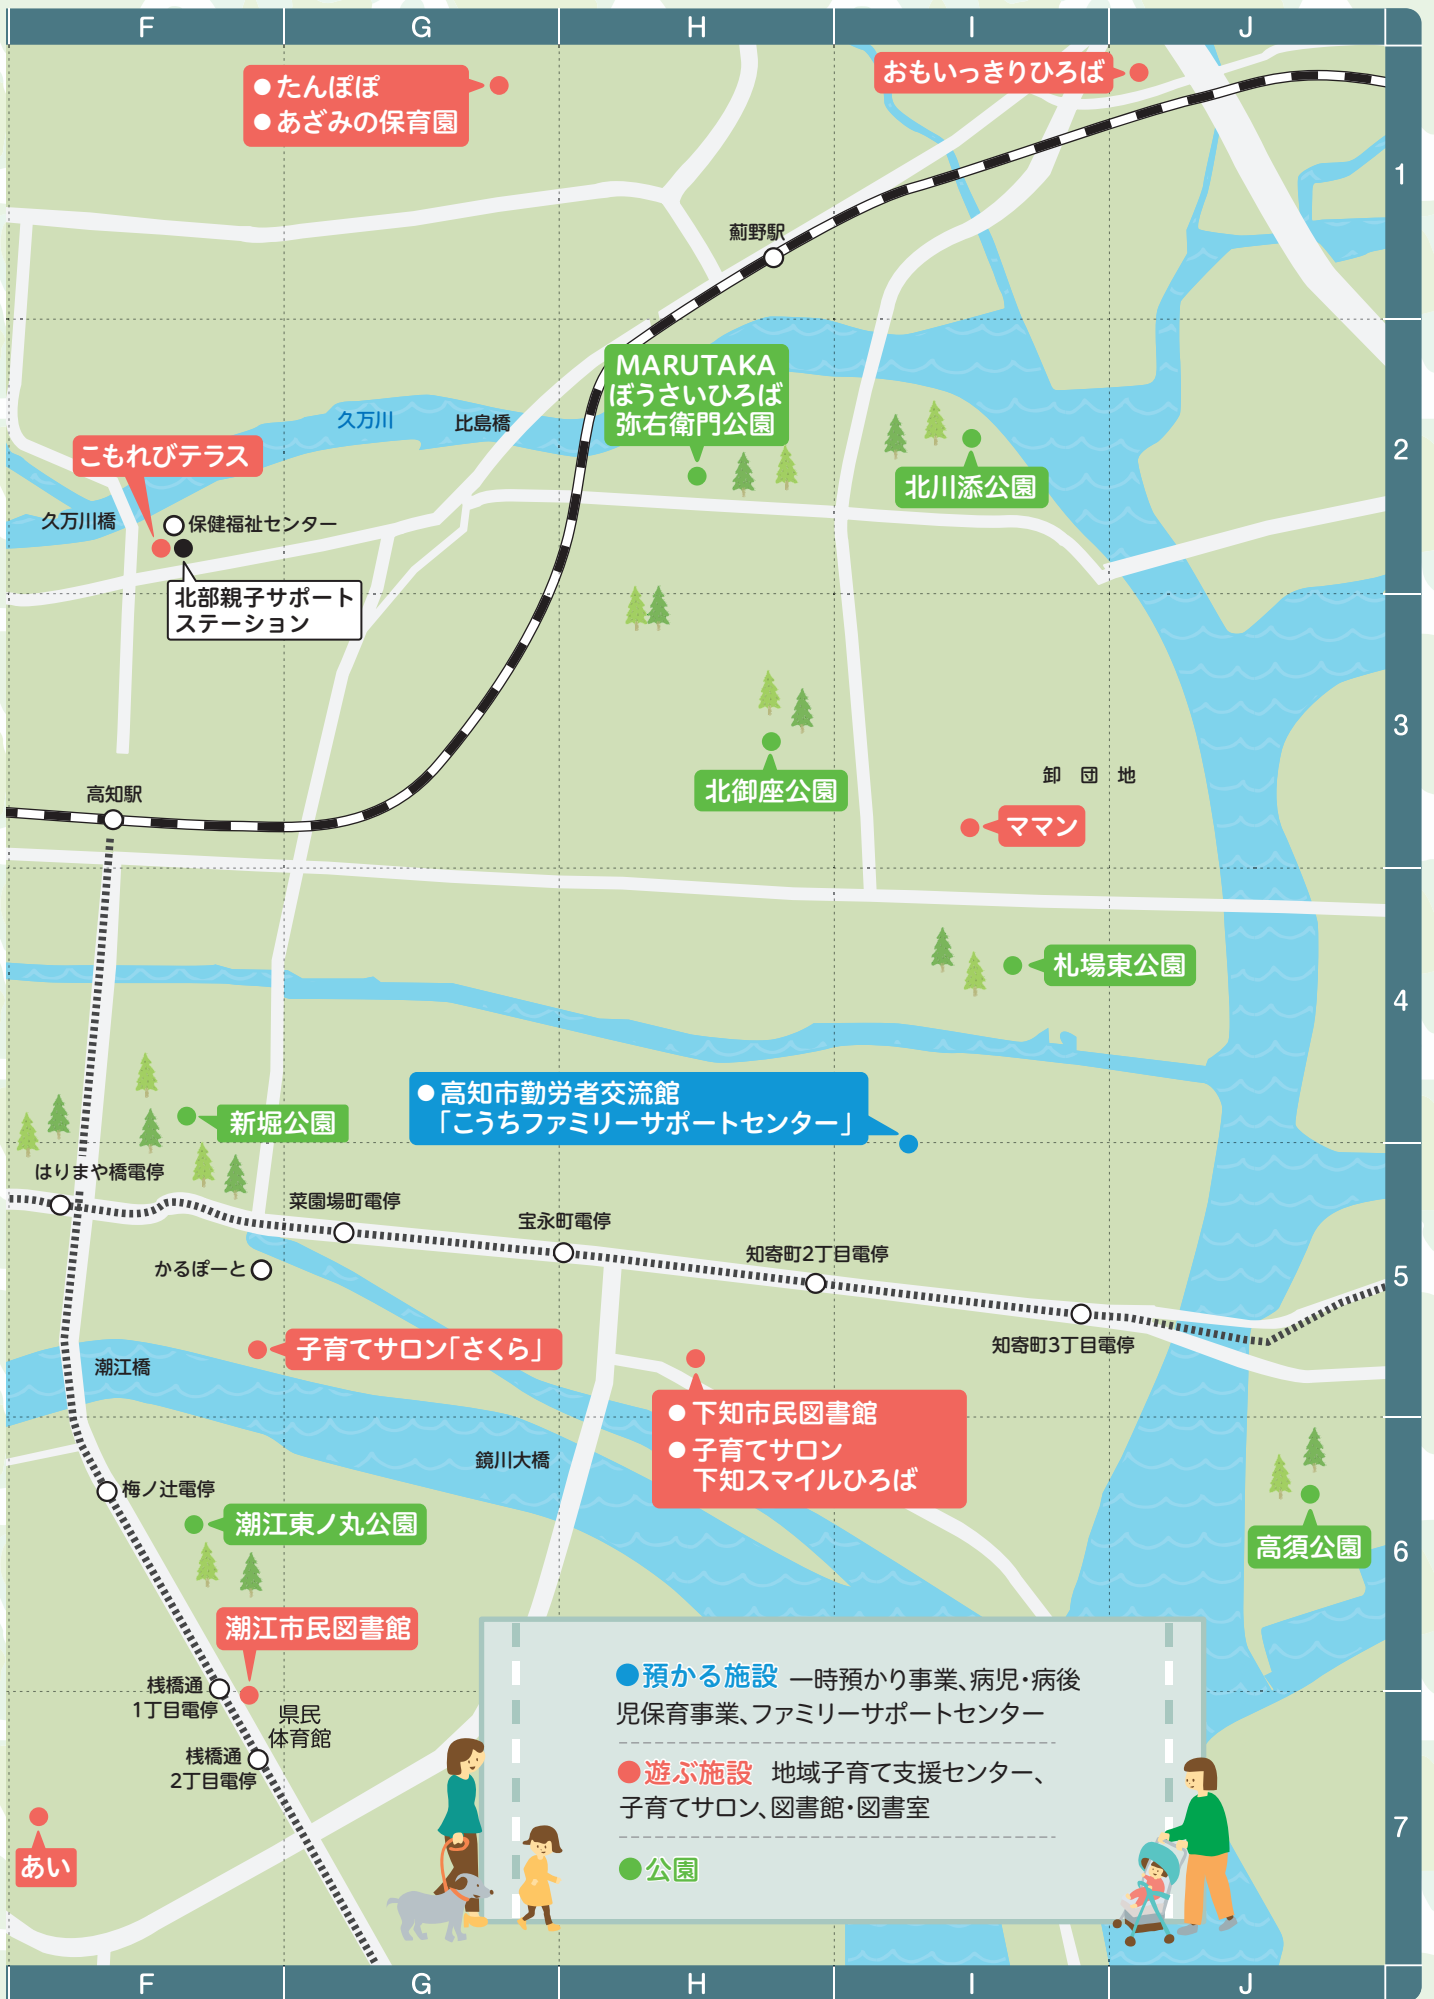 F G H I J
●たんぽぽ
●あざみの保育園
おもいっきりひろば
1
薊野駅
MARUTAKA
ぼうさいひろば
弥右衛門公園
久万川
比島橋
2
こもれびテラス
北川添公園
久万川橋
保健福祉センター
北部親子サポート
ステーション
3
北御座公園
卸 団 地
高知駅
ママン
札場東公園
4
●高知市勤労者交流館
「こうちファミリーサポートセンター」
新堀公園
はりまや橋電停
菜園場町電停
宝永町電停
知寄町2丁目電停
かるぽーと
5
知寄町3丁目電停
子育てサロン「さくら」
潮江橋
●下知市民図書館
●子育てサロン
下知スマイルひろば
鏡川大橋
梅ノ辻電停
潮江東ノ丸公園
高須公園
6
潮江市民図書館
桟橋通
1丁目電停
県民
体育館
桟橋通
2丁目電停
●預かる施設 一時預かり事業、病児・病後
児保育事業、ファミリーサポートセンター
●遊ぶ施設 地域子育て支援センター、
子育てサロン、図書館・図書室
●公園
7
あい
F G H I J